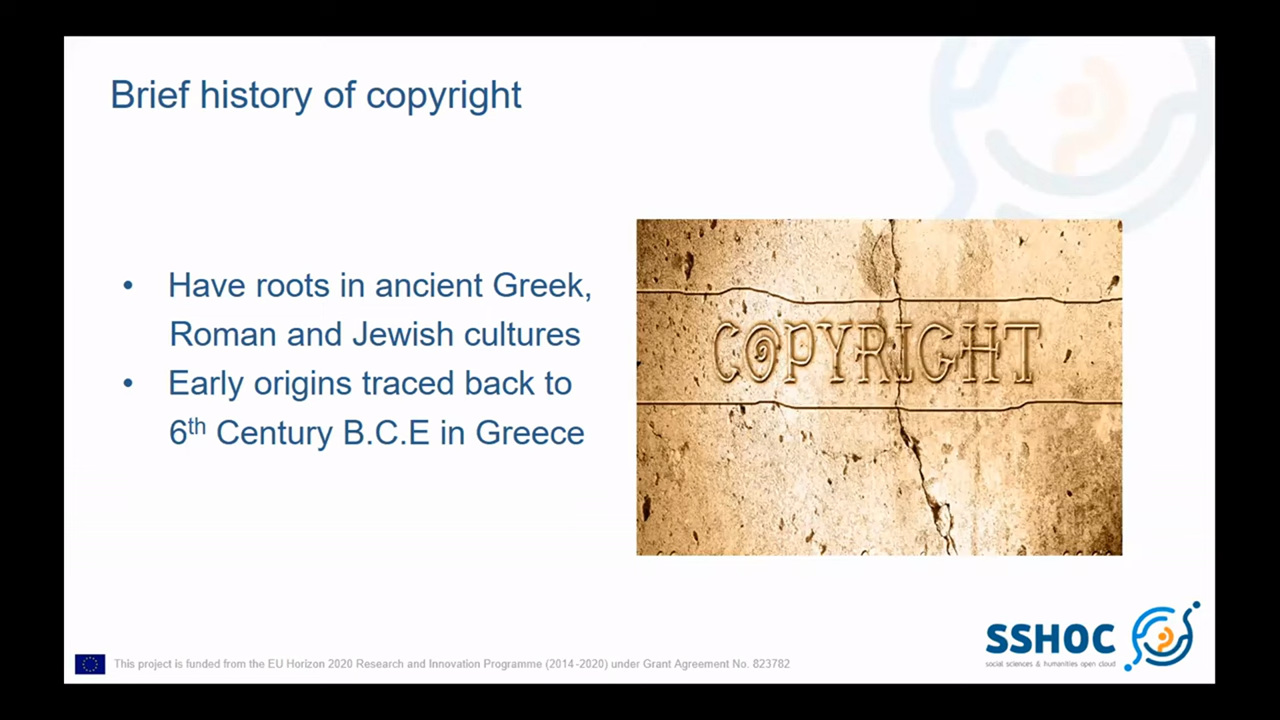 Brief history of copyright
• Have roots in ancient Greek,
Roman and Jewish cultures
• Early origins traced back to
6th Century B.C.E in Greece
COPYRIGHT
SSHOC
social sciences & humanities open cloud
This project is funded from the EU Horizon 2020 Research and Innovation Programme (2014-2020) under Grant Agreement No. 823782